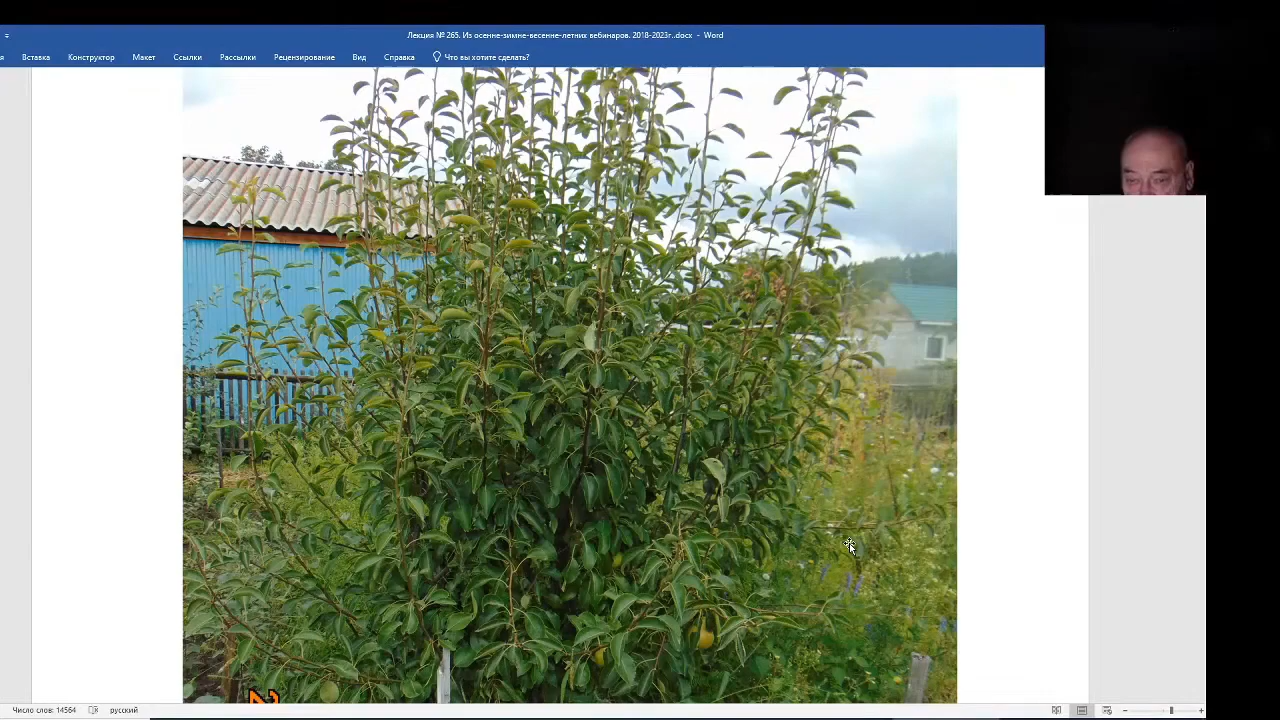 Лекция № 265. Из осенне-зимне-весенне-летних вебинаров. 2018-2023г..docx - Word
я Вставка Конструктор Макет Ссылки Рассылки Рецензирование Вид Справка Что вы хотите сделать?
Число слов: 14564 русский